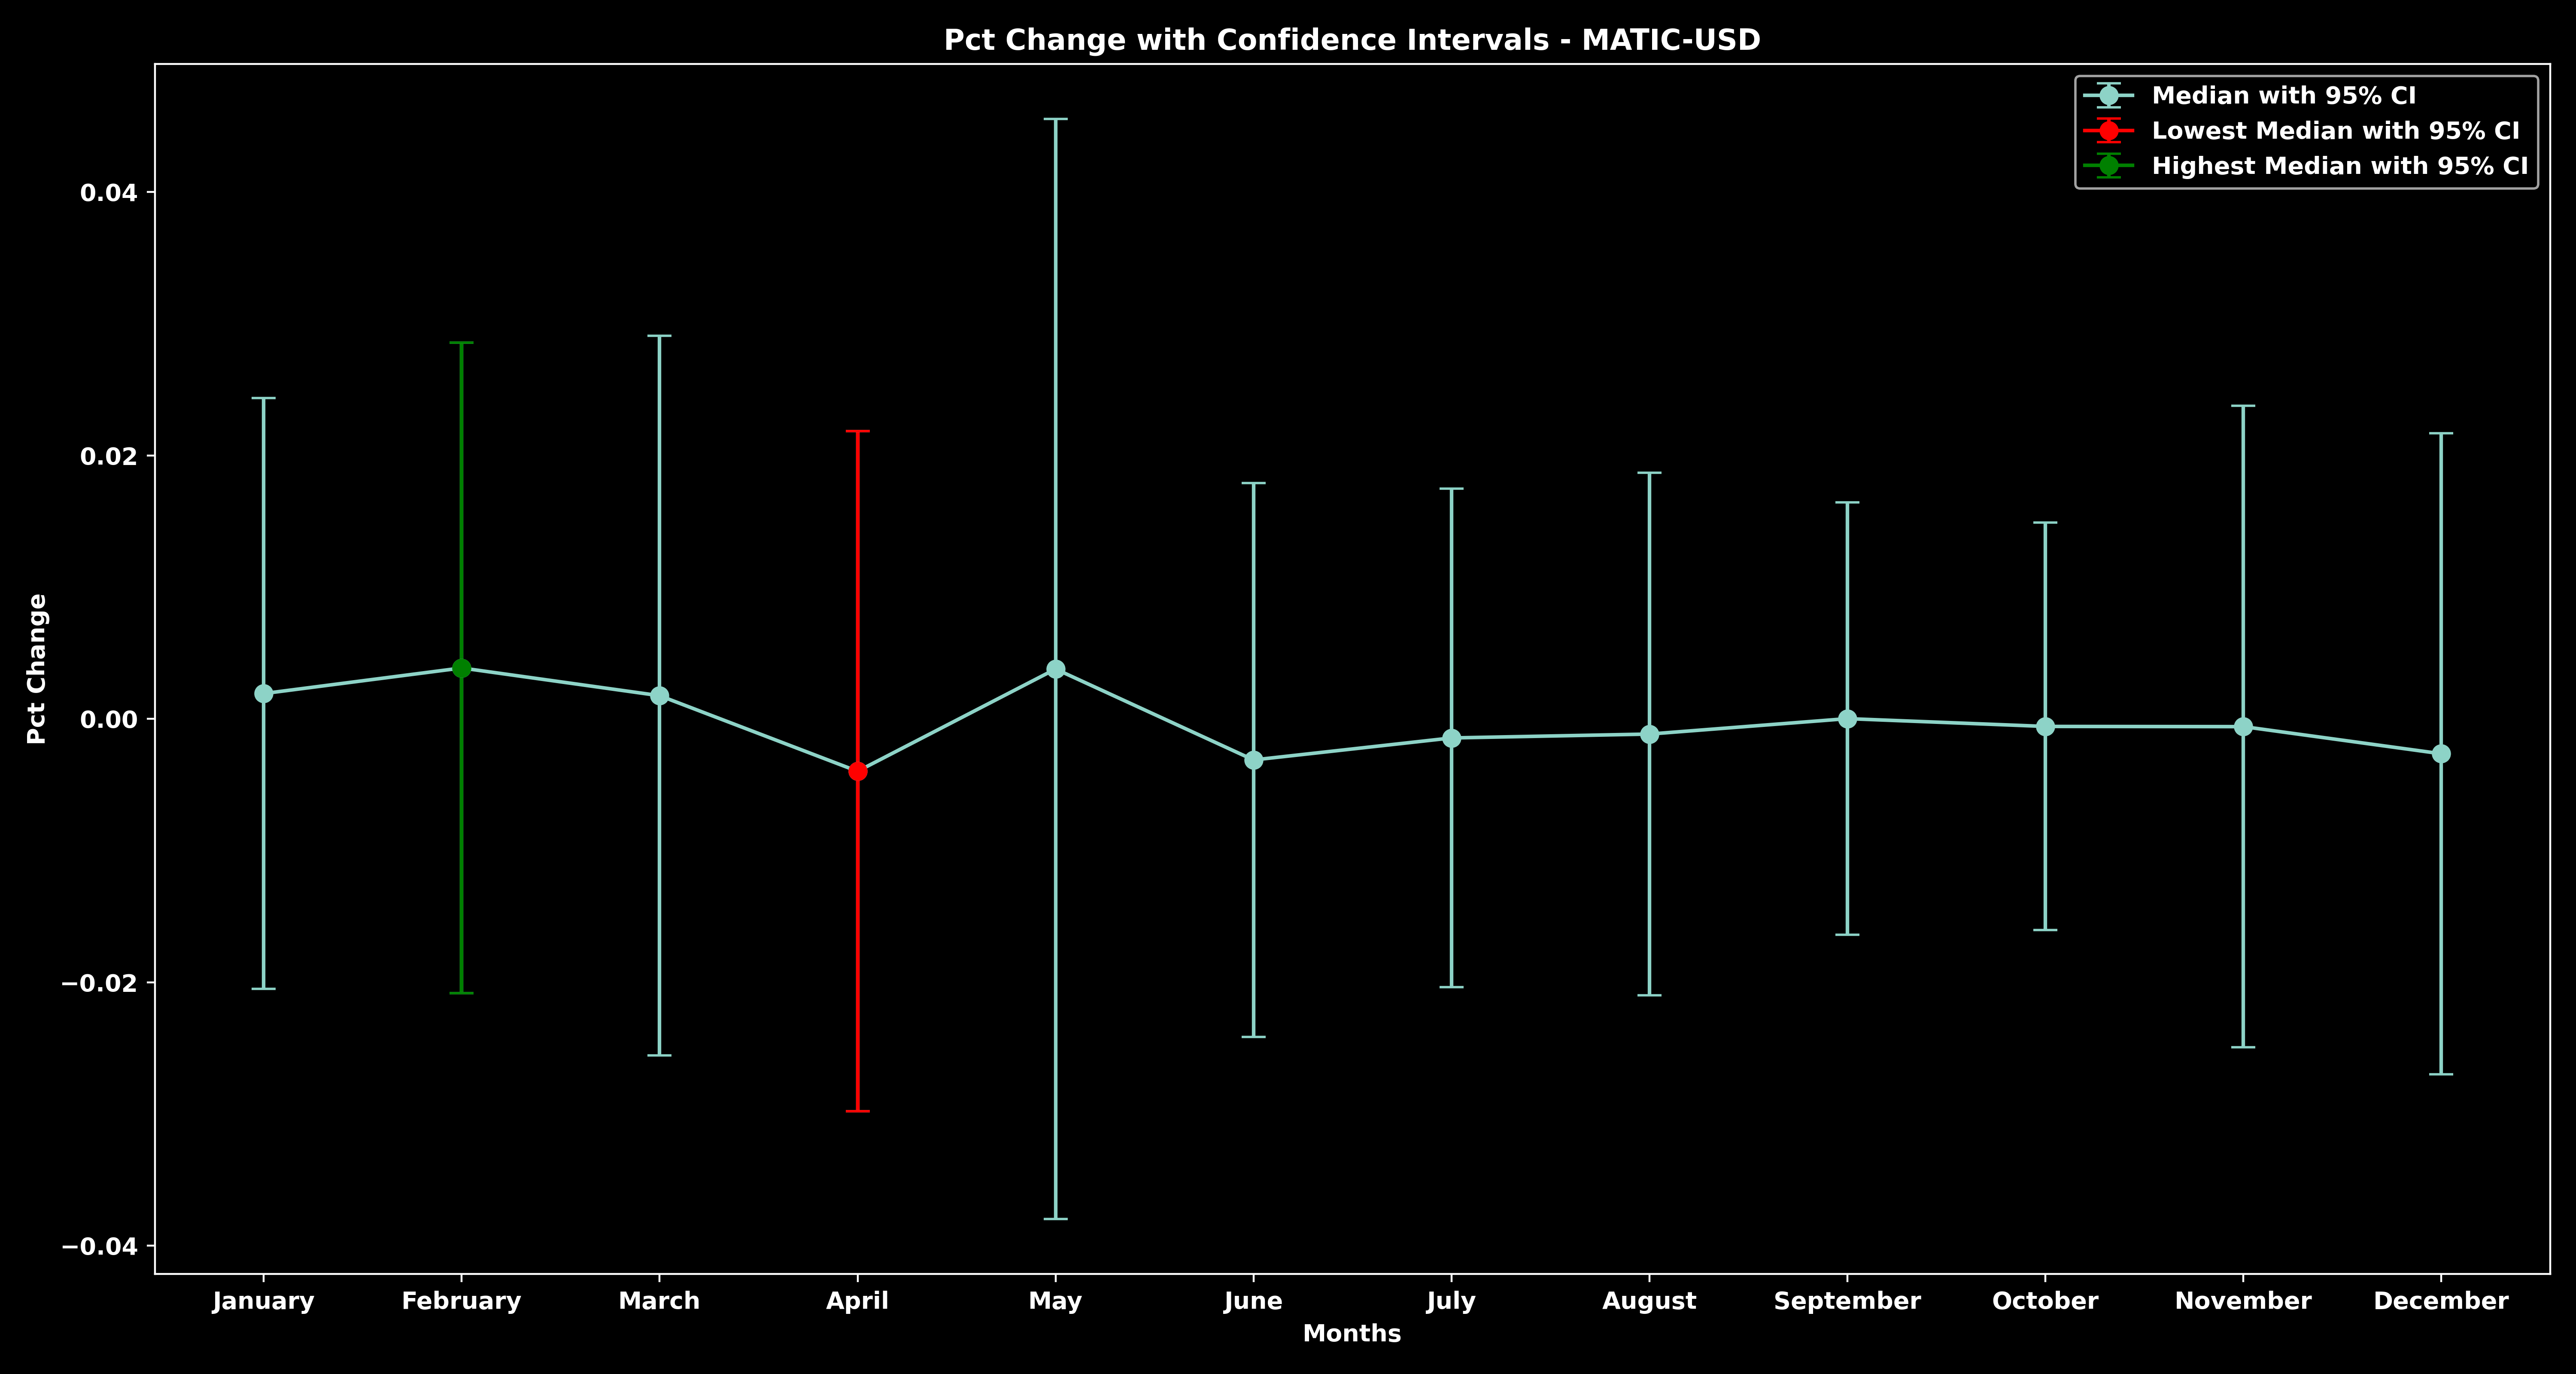 Pct Change with Confidence Intervals - MATIC-USD
Median with 95% CI
Lowest Median with 95% CI
Highest Median with 95% CI
Pct Change
0.04
0.02
0.00
−0.02
−0.04
January February March April May June July August September October November December
Months